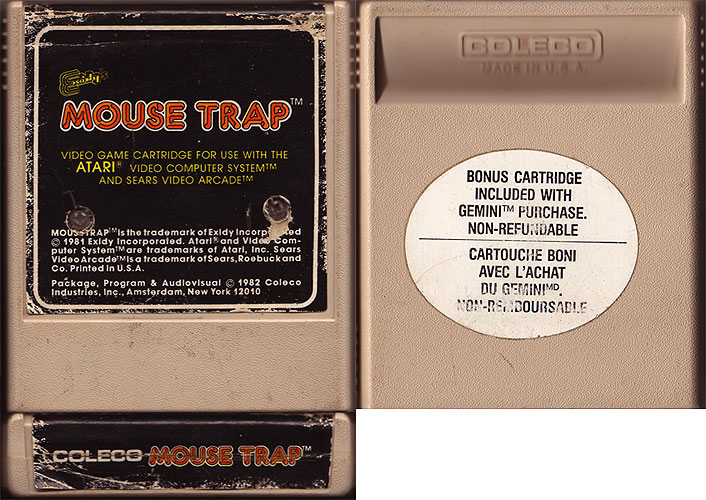 Exidy's
MOUSE TRAP™
VIDEO GAME CARTRIDGE FOR USE WITH THE
ATARI® VIDEO COMPUTER SYSTEM™
AND SEARS VIDEO ARCADE™
MOUSE TRAP™ is the trademark of Exidy Incorporated
© 1981 Exidy Incorporated. Atari® and Video Com-
puter System™ are trademarks of Atari, Inc. Sears
Video Arcade™ is a trademark of Sears, Roebuck and
Co. Printed in U.S.A.
Package, Program & Audiovisual © 1982 Coleco
Industries, Inc., Amsterdam, New York 12010
COLECO MOUSE TRAP™
COLECO
MADE IN U.S.A.
BONUS CARTRIDGE
INCLUDED WITH
GEMINI™ PURCHASE.
NON-REFUNDABLE
CARTOUCHE BONI
AVEC L'ACHAT
DU GEMINIMD.
NON-REMBOURSABLE